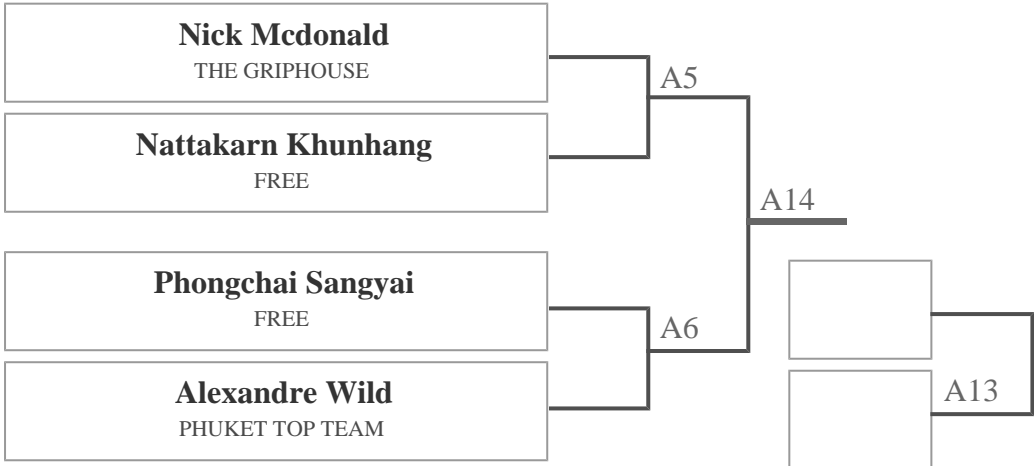 Nick Mcdonald
THE GRIPHOUSE
A5
Nattakarn Khunhang
FREE
A14
Phongchai Sangyai
FREE
A6
Alexandre Wild
PHUKET TOP TEAM
A13